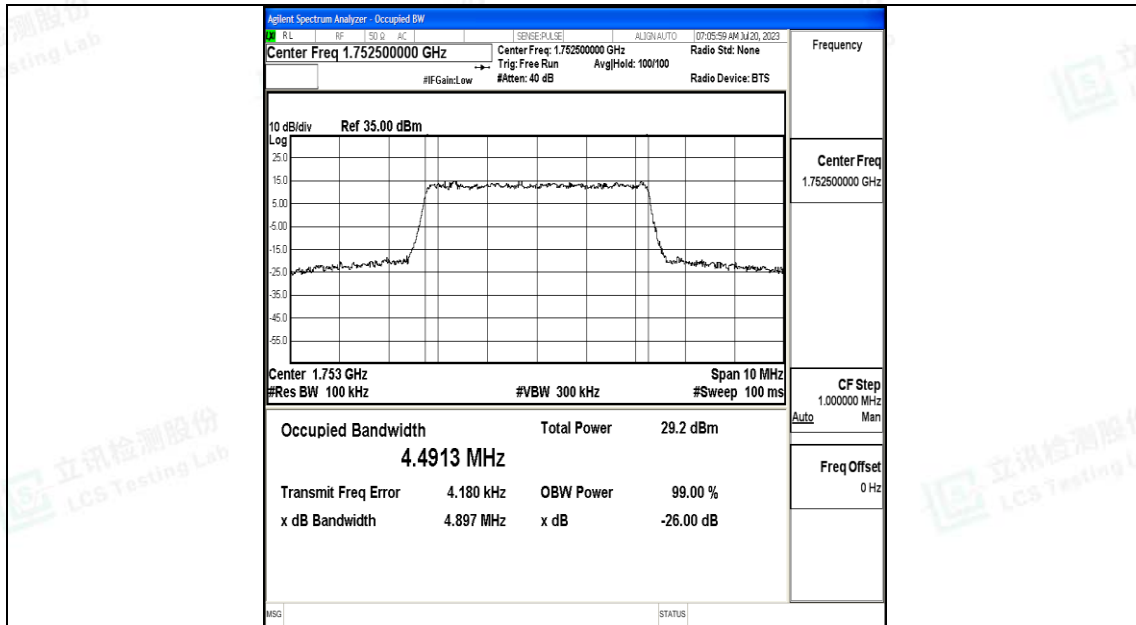 Agilent Spectrum Analyzer - Occupied BW
LXI RL RF 50 Ω AC SENSE:PULSE ALIGNAUTO 07:05:59 AM Jul 20, 2023
Center Freq 1.752500000 GHz
Center Freq: 1.752500000 GHz Radio Std: None
Trig: Free Run Avg|Hold: 100/100
#IFGain:Low #Atten: 40 dB Radio Device: BTS
Frequency
10 dB/div Ref 35.00 dBm
Log
25.0
15.0
5.00
-5.00
-15.0
-25.0
-35.0
-45.0
-55.0
Center 1.753 GHz Span 10 MHz
#Res BW 100 kHz #VBW 300 kHz #Sweep 100 ms
Center Freq
1.752500000 GHz
CF Step
1.000000 MHz
Auto Man
Freq Offset
0 Hz
Occupied Bandwidth Total Power 29.2 dBm
4.4913 MHz
Transmit Freq Error 4.180 kHz OBW Power 99.00 %
x dB Bandwidth 4.897 MHz x dB -26.00 dB
MSG STATUS
立讯检测股份
LCS Testing Lab
立讯检测股份